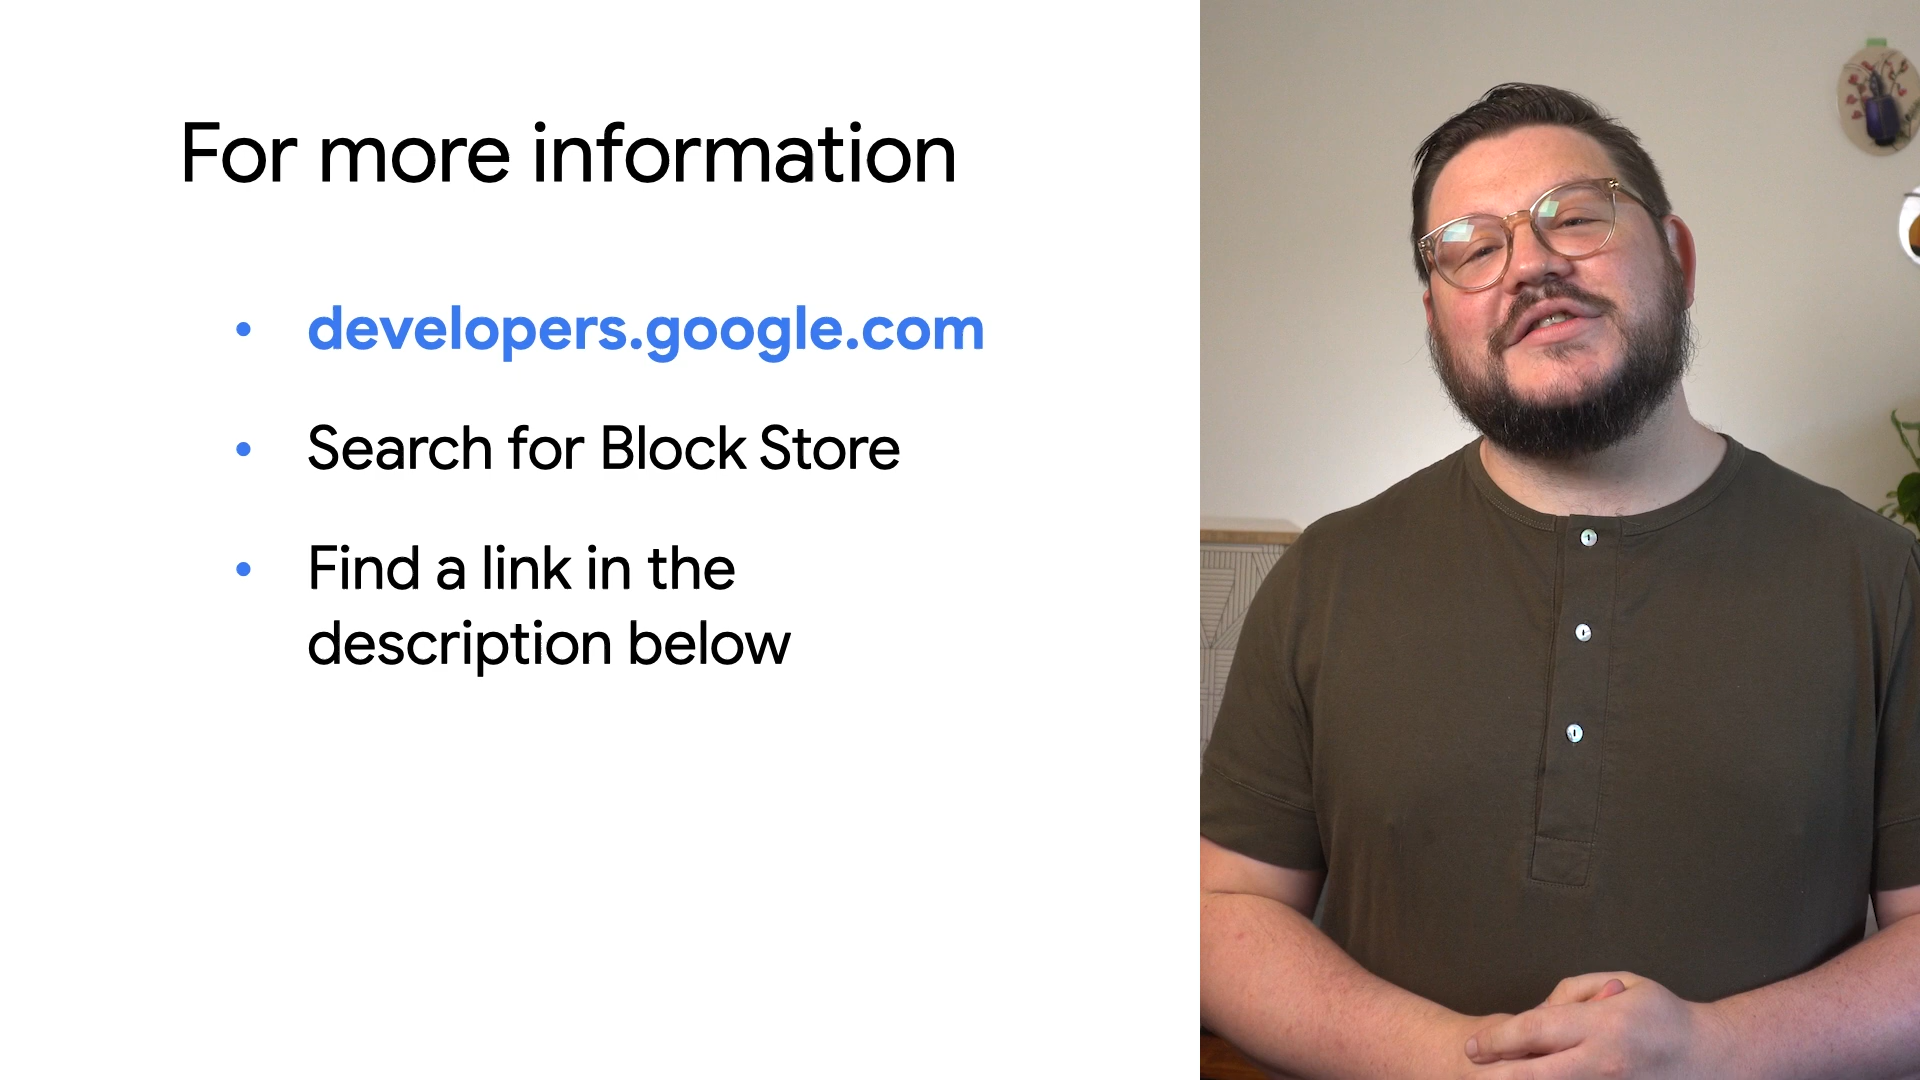 For more information
• developers.google.com
• Search for Block Store
• Find a link in the
description below